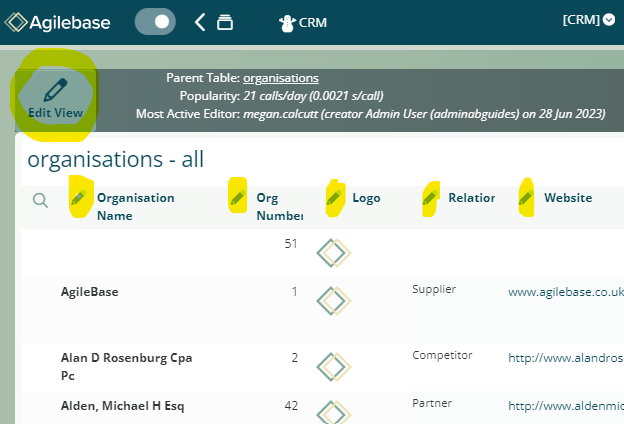 Agilebase
CRM
[CRM]
Edit View
Parent Table: organisations
Popularity: 21 calls/day (0.0021 s/call)
Most Active Editor: megan.calcutt (creator Admin User (adminabguides) on 28 Jun 2023)
organisations - all
Organisation Name
Org Number
Logo
Relation
Website
51
AgileBase
1
Supplier
www.agilebase.co.uk
Alan D Rosenburg Cpa Pc
2
Competitor
http://www.alandros
Alden, Michael H Esq
42
Partner
http://www.aldenmic